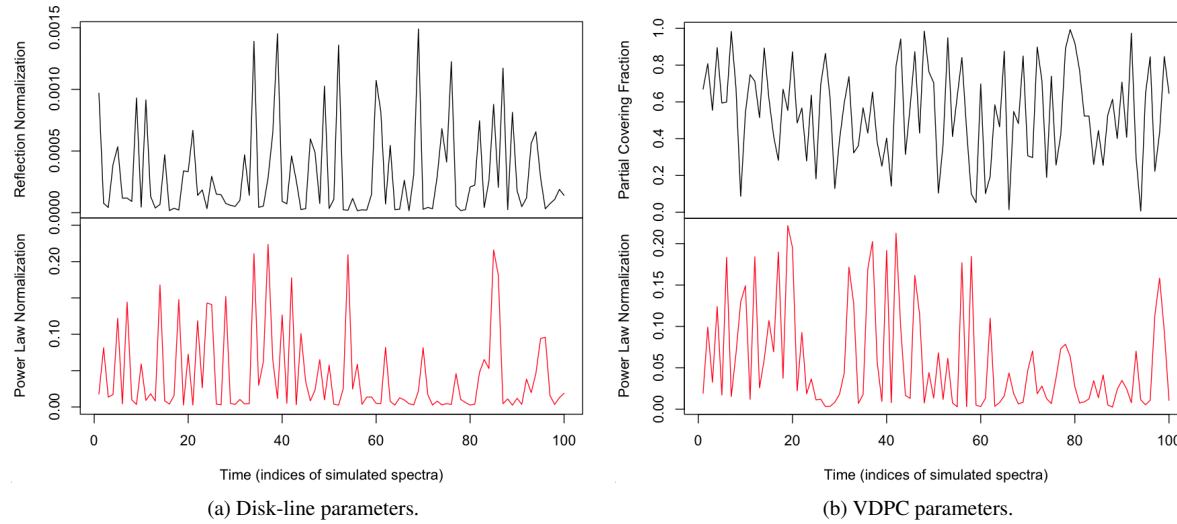 Reflection Normalization
0.0000 0.0005 0.0010 0.0015
Power Law Normalization
0.00 0.10 0.20
0 20 40 60 80 100
Time (indices of simulated spectra)
(a) Disk-line parameters.
Partial Covering Fraction
0.0 0.2 0.4 0.6 0.8 1.0
Power Law Normalization
0.00 0.05 0.10 0.15 0.20
0 20 40 60 80 100
Time (indices of simulated spectra)
(b) VDPC parameters.